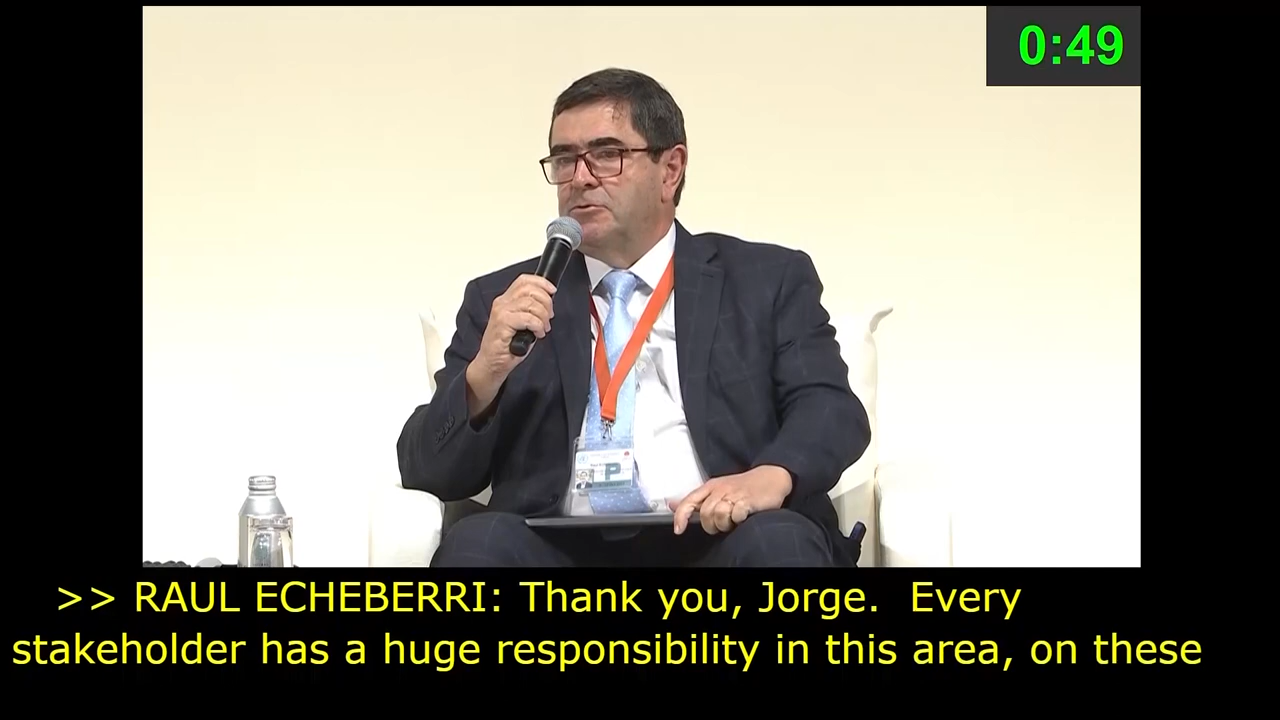 0:49
P
>> RAUL ECHEBERRI: Thank you, Jorge.  Every
stakeholder has a huge responsibility in this area, on these